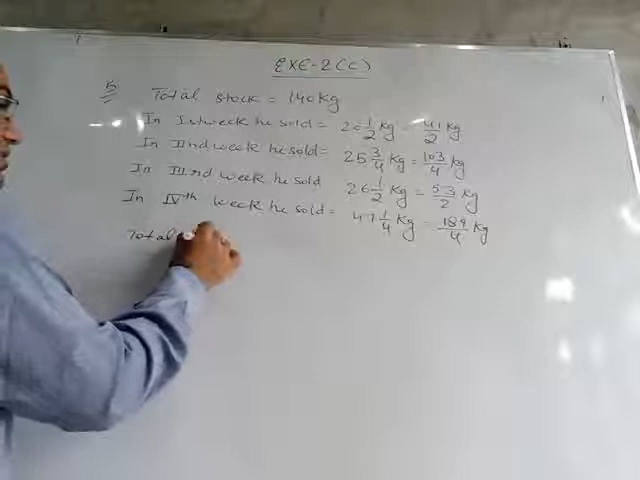 EXE-2(C)
5. Total stock = 140 Kg
In Ist week he sold = 20 1/2 Kg = 41/2 Kg
In IInd week he sold = 25 3/4 Kg = 103/4 Kg
In IIIrd week he sold 26 1/2 Kg = 53/2 Kg
In IVth week he sold = 47 1/4 Kg = 189/4 Kg
Total